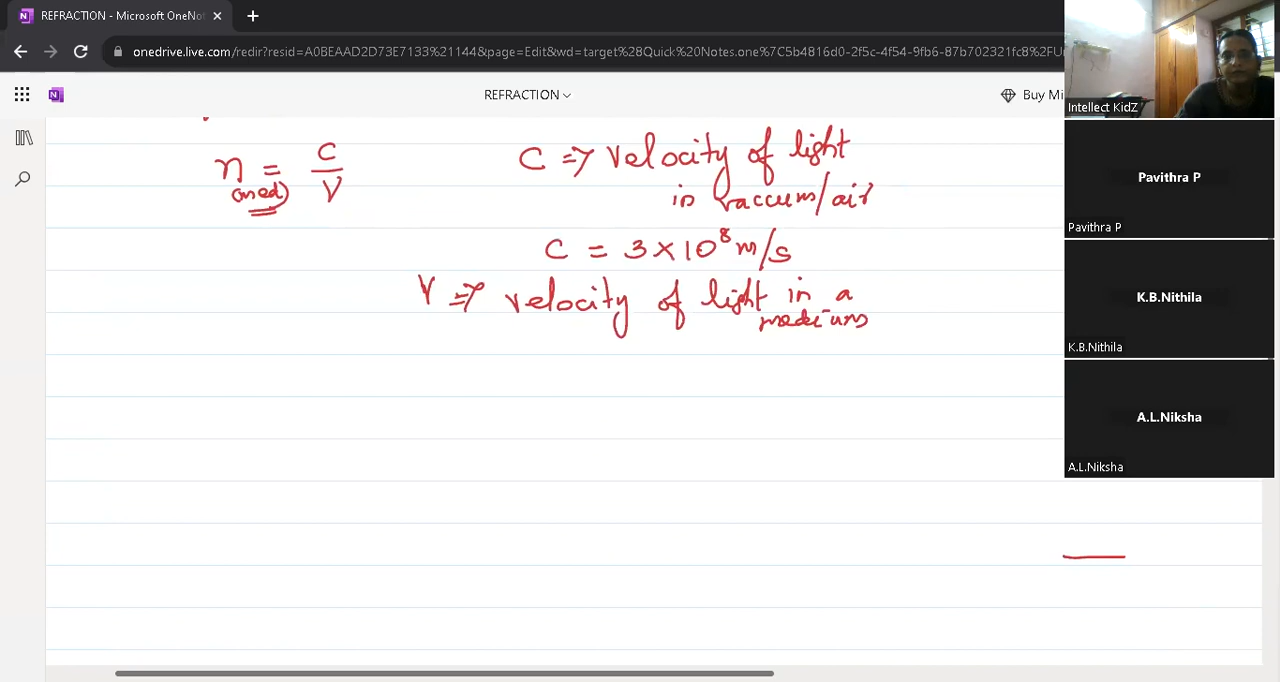 REFRACTION - Microsoft OneNot
onedrive.live.com/redir?resid=A0BEAAD2D73E7133%21144&page=Edit&wd=target%28Quick%20Notes.one%7C5b4816d0-2f5c-4f54-9fb6-87b702321fc8%2FU
REFRACTION
Buy Mi
n(med) = C/V
C => velocity of light
in vaccum/air
C = 3 × 10⁸ m/s
V => velocity of light in a
medium
Intellect KidZ
Pavithra P
Pavithra P
K.B.Nithila
K.B.Nithila
A.L.Niksha
A.L.Niksha